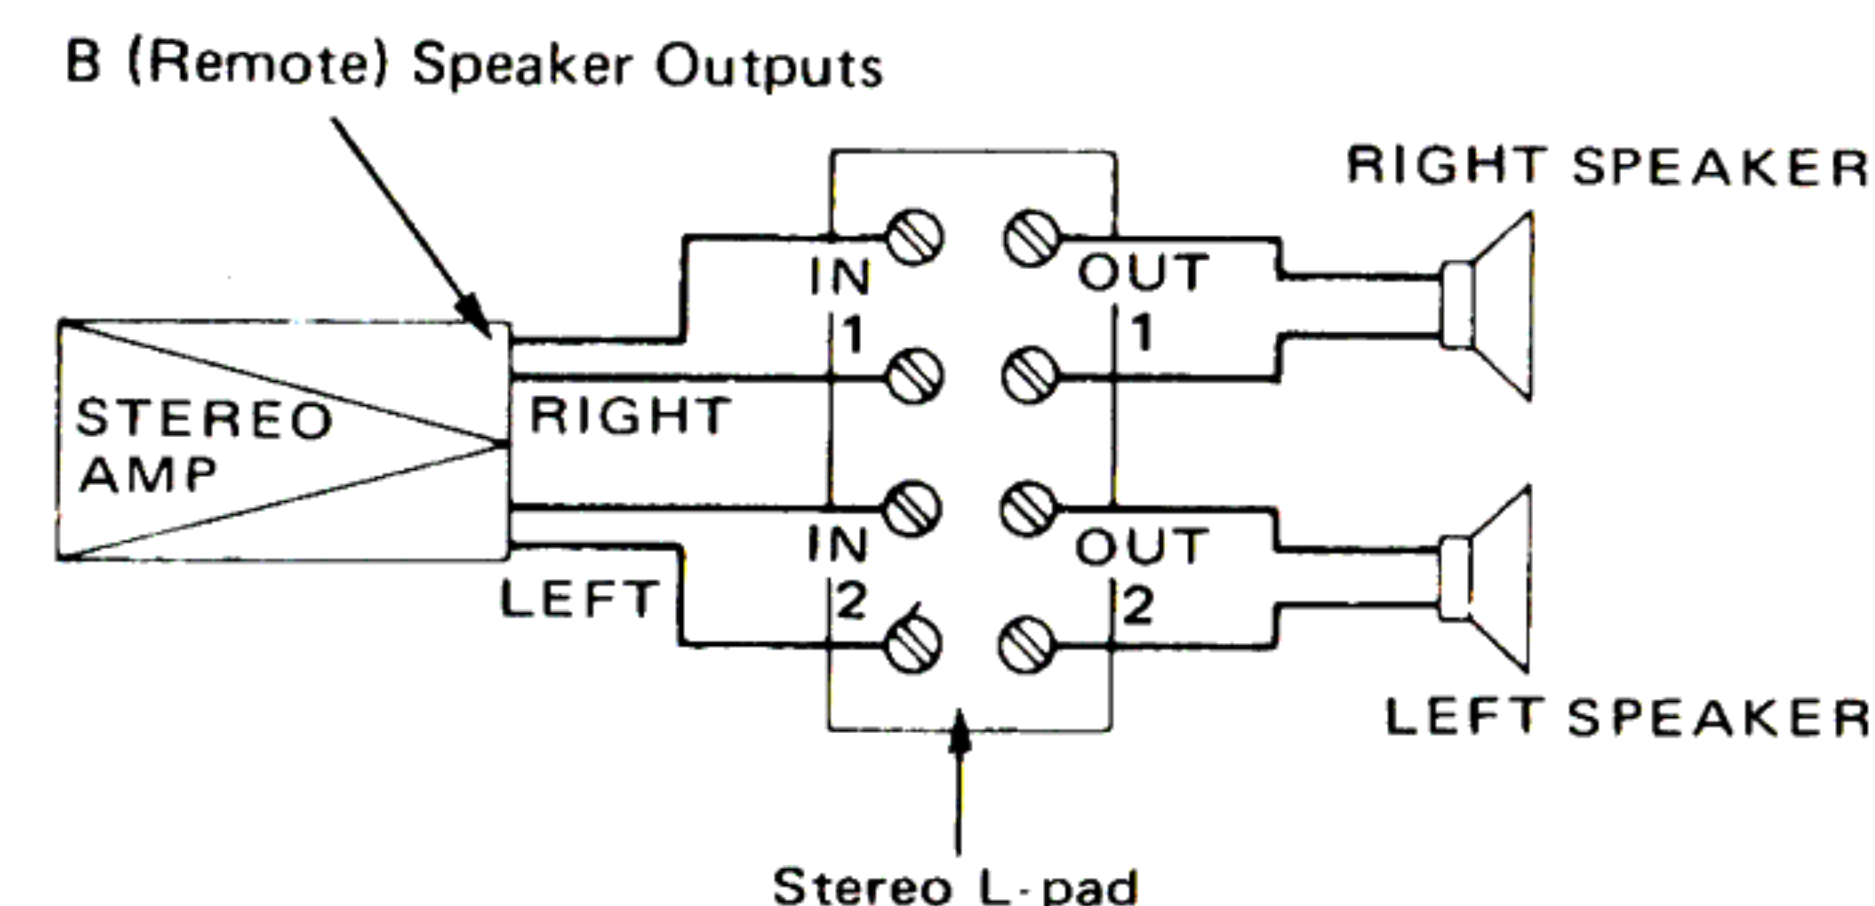 B (Remote) Speaker Outputs
RIGHT SPEAKER
IN
OUT
1
1
STEREO
AMP
RIGHT
IN
OUT
LEFT
2
2
LEFT SPEAKER
Stereo L-pad